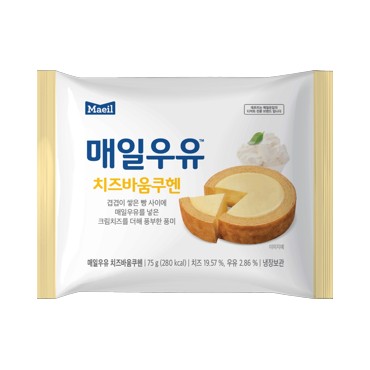 Maeil
매일우유™
치즈바움쿠헨
겹겹이 쌓은 빵 사이에
매일우유를 넣은
크림치즈를 더해 풍부한 풍미
이미지예
매일우유 치즈바움쿠헨 | 75 g (280 kcal) | 치즈 19.57 %, 우유 2.86 % | 냉장보관